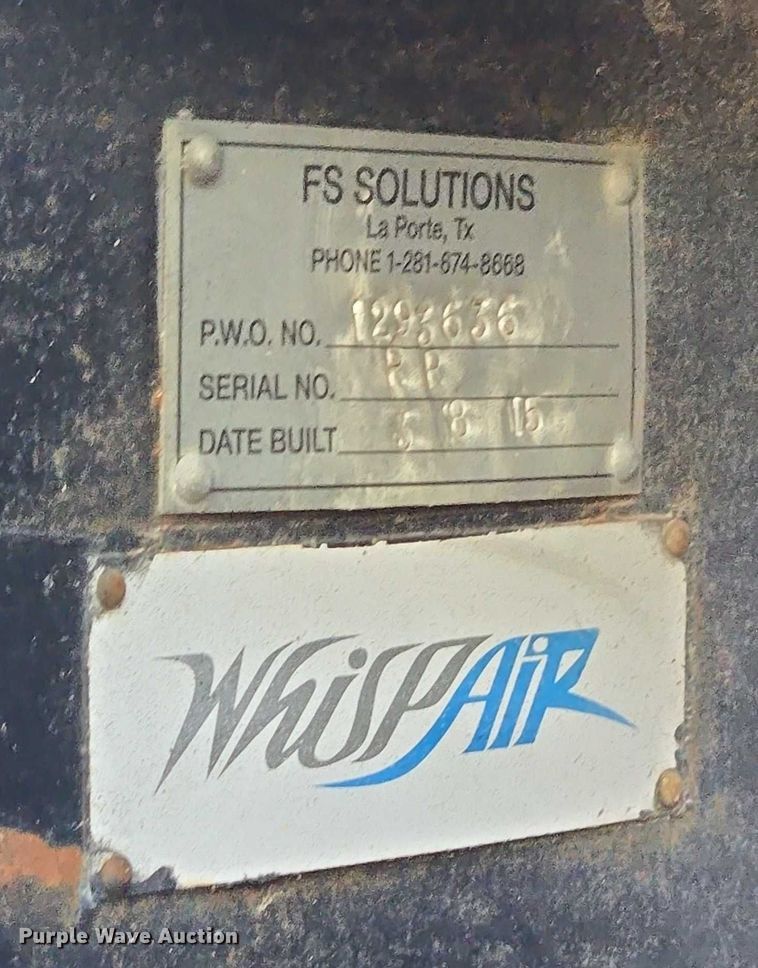 FS SOLUTIONS
La Porte, Tx
PHONE 1-281-674-8668
P.W.O. NO. 1293636
SERIAL NO. P.P
DATE BUILT 5 8 15
WHiSPAiR
Purple Wave Auction